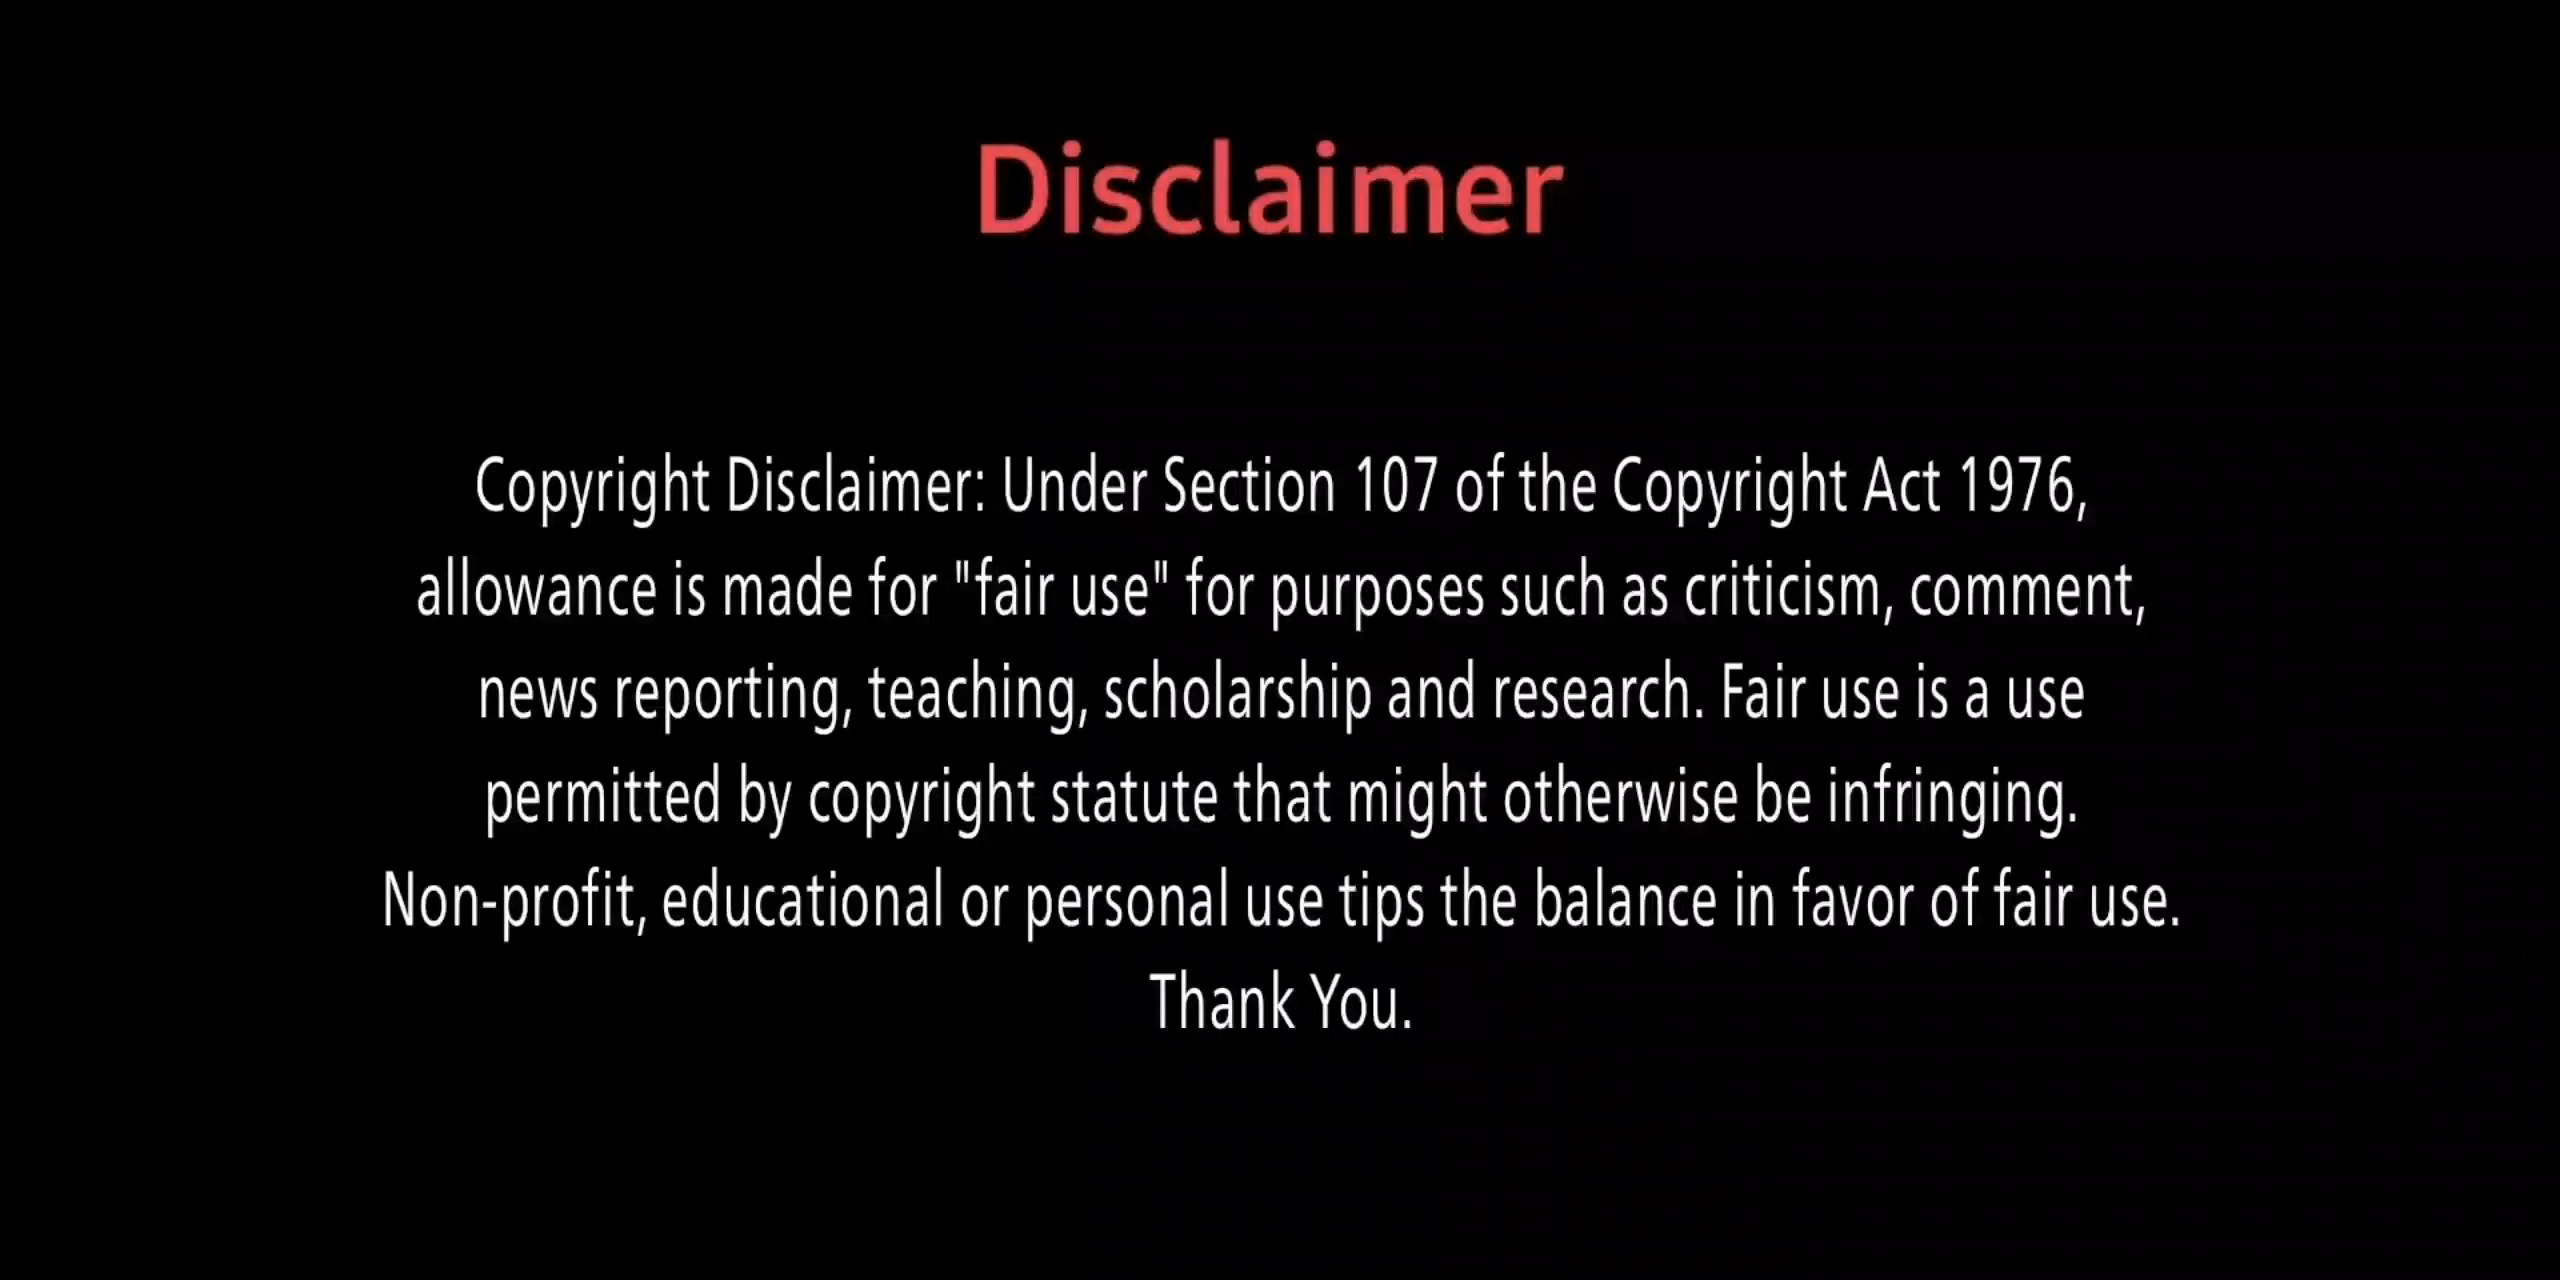 Disclaimer
Copyright Disclaimer: Under Section 107 of the Copyright Act 1976,
allowance is made for "fair use" for purposes such as criticism, comment,
news reporting, teaching, scholarship and research. Fair use is a use
permitted by copyright statute that might otherwise be infringing.
Non-profit, educational or personal use tips the balance in favor of fair use.
Thank You.